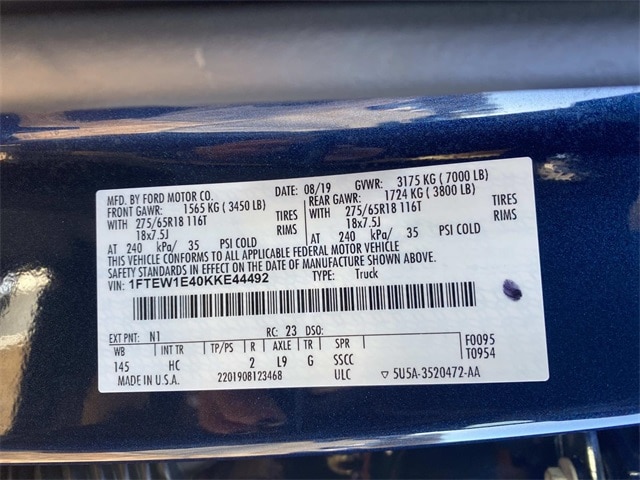 MFD. BY FORD MOTOR CO. DATE: 08/19 GVWR: 3175 KG ( 7000 LB)
FRONT GAWR: 1565 KG ( 3450 LB) REAR GAWR: 1724 KG ( 3800 LB)
WITH 275/65R18 116T TIRES WITH 275/65R18 116T TIRES
18x7.5J RIMS 18x7.5J RIMS
AT 240 kPa/ 35 PSI COLD AT 240 kPa/ 35 PSI COLD
THIS VEHICLE CONFORMS TO ALL APPLICABLE FEDERAL MOTOR VEHICLE
SAFTEY STANDARDS IN EFFECT ON THE DATE OF MANUFACTURE SHOWN ABOVE.
VIN: 1FTEW1E40KKE44492 TYPE: Truck
EXT PNT: N1 RC: 23 DSO:
WB INT TR TP/PS R AXLE TR SPR F0095
145 HC 2 L9 G SSCC T0954
MADE IN U.S.A. 2201908123468 ULC ▽ 5U5A-3520472-AA